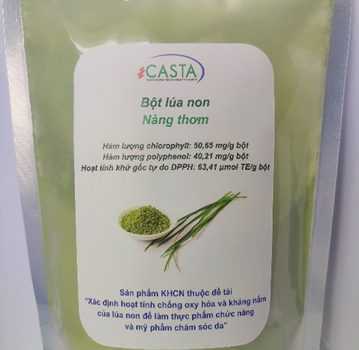 CASTA
Bột lúa non
Nàng thơm
Hàm lượng chlorophyll: 50,65 mg/g bột
Hàm lượng polyphenol: 40,21 mg/g bột
Hoạt tính khử gốc tự do DPPH: 63,41 µmol TE/g bột
Sản phẩm KHCN thuộc đề tài
"Xác định hoạt tính chống oxy hóa và kháng nấm
của lúa non để làm thực phẩm chức năng
và mỹ phẩm chăm sóc da"